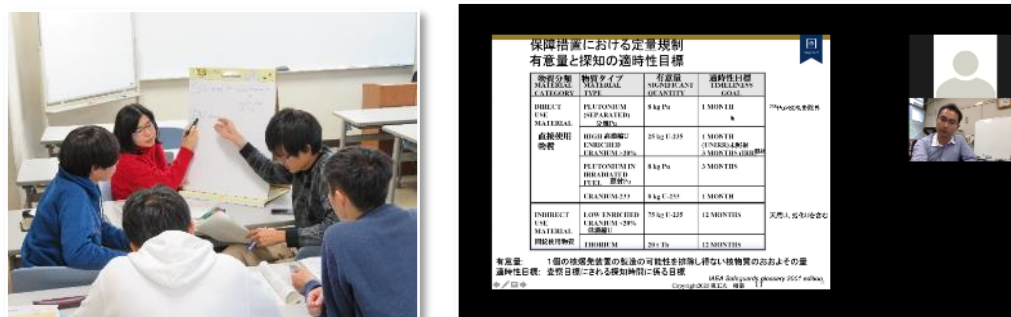 保障措置における定量規制
有意量と探知の適時性目標
物質分類 物質タイプ 有意量 適時性目標
MATERIAL CATEGORY MATERIAL TYPE SIGNIFICANT QUANTITY TIMELINESS GOAL
DIRECT USE MATERIAL PLUTONIUM (SEPARATED) 8 kg Pu 1 MONTH
直接使用物質 HIGH ENRICHED URANIUM >20% 25 kg U-235 1 MONTH
3 MONTHS
PLUTONIUM IN IRRADIATED FUEL 8 kg Pu 3 MONTHS
URANIUM-233 8 kg U-233 1 MONTH
INDIRECT USE MATERIAL LOW ENRICHED URANIUM <20% 75 kg U-235 12 MONTHS
間接使用物質 THORIUM 20 t Th 12 MONTHS
有意量: 1個の核爆発装置の製造の可能性を排除し得ない核物質のおおよその量
適時性目標: 査察目標にされる探知時間に係る目標
IAEA Safeguards glossary 2001 edition,
11